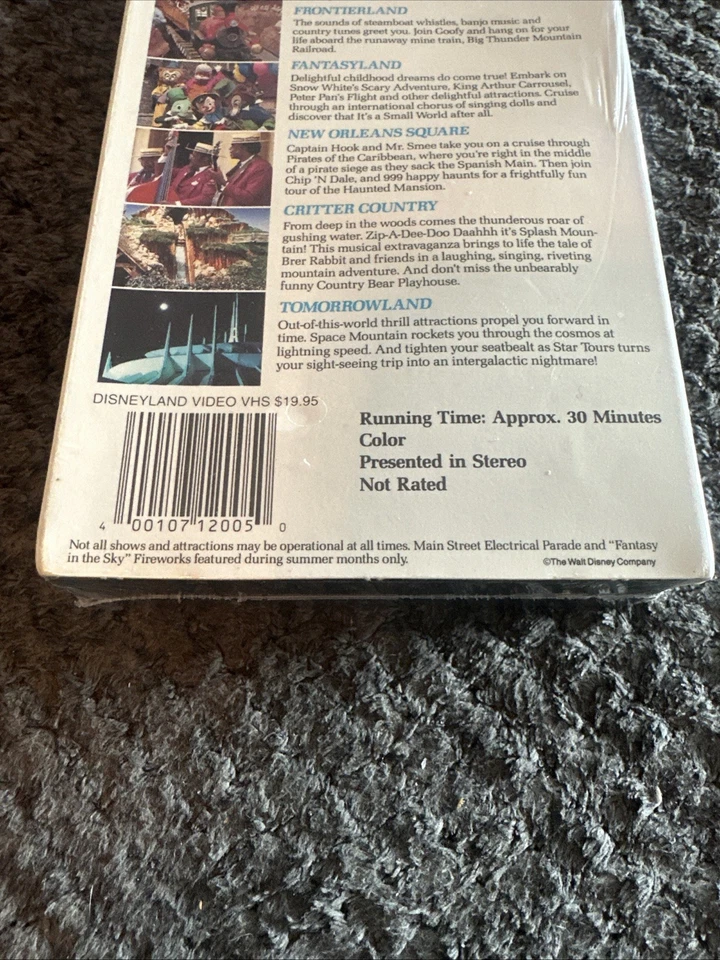 FRONTIERLAND
The sounds of steamboat whistles, banjo music and
country tunes greet you. Join Goofy and hang on for your
life aboard the runaway mine train, Big Thunder Mountain
Railroad.
FANTASYLAND
Delightful childhood dreams do come true! Embark on
Snow White's Scary Adventure, King Arthur Carrousel,
Peter Pan's Flight and other delightful attractions. Cruise
through an international chorus of singing dolls and
discover that It's a Small World after all.
NEW ORLEANS SQUARE
Captain Hook and Mr. Smee take you on a cruise through
Pirates of the Caribbean, where you're right in the middle
of a pirate siege as they sack the Spanish Main. Then join
Chip 'N Dale, and 999 happy haunts for a frightfully fun
tour of the Haunted Mansion.
CRITTER COUNTRY
From deep in the woods comes the thunderous roar of
gushing water. Zip-A-Dee-Doo Daahhh it's Splash Moun-
tain! This musical extravaganza brings to life the tale of
Brer Rabbit and friends in a laughing, singing, riveting
mountain adventure. And don't miss the unbearably
funny Country Bear Playhouse.
TOMORROWLAND
Out-of-this-world thrill attractions propel you forward in
time. Space Mountain rockets you through the cosmos at
lightning speed. And tighten your seatbealt as Star Tours turns
your sight-seeing trip into an intergalactic nightmare!
DISNEYLAND VIDEO VHS $19.95
4 00107 12005 0
Running Time: Approx. 30 Minutes
Color
Presented in Stereo
Not Rated
Not all shows and attractions may be operational at all times. Main Street Electrical Parade and "Fantasy
in the Sky" Fireworks featured during summer months only.
©The Walt Disney Company